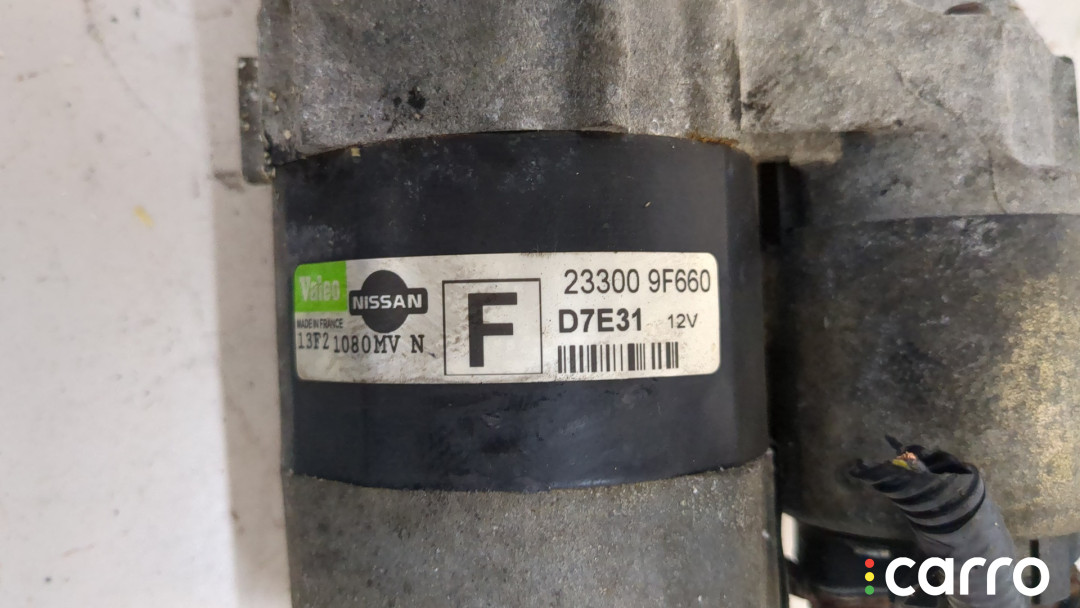 Valeo
NISSAN
MADE IN FRANCE
13F2 1080MV N
F
23300 9F660
D7E31 12V
carro